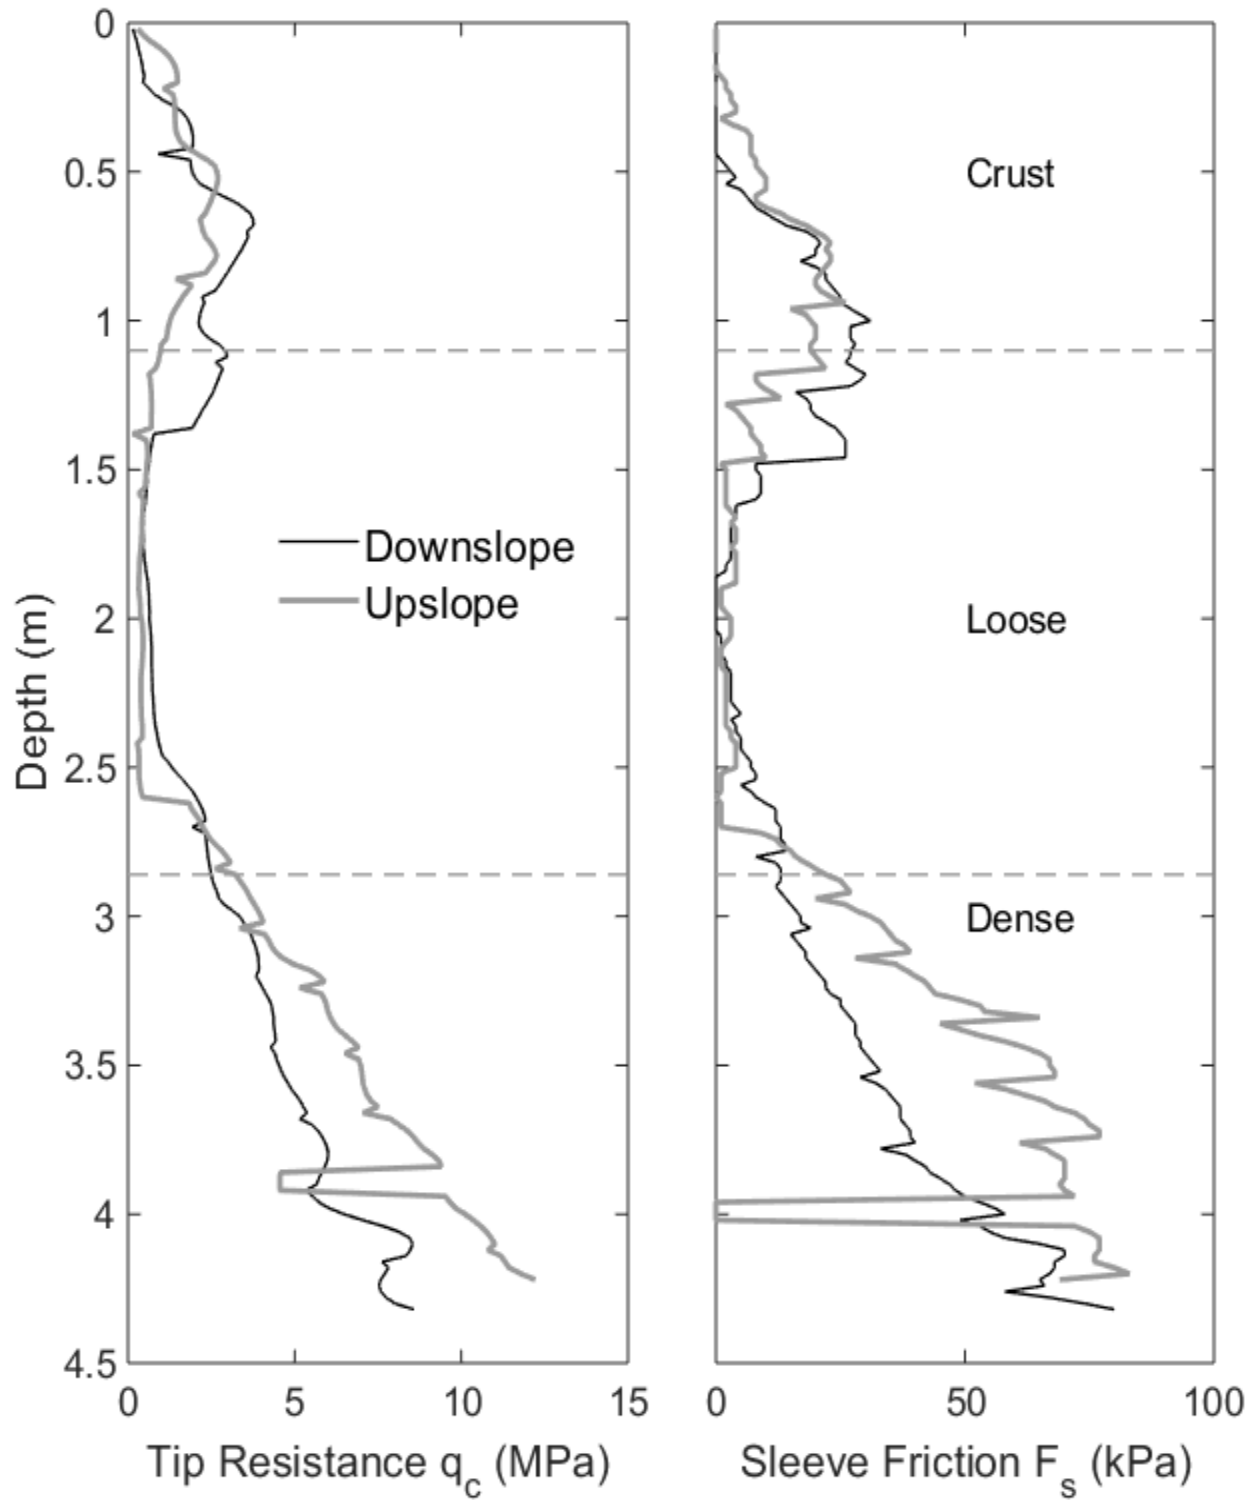 0
0.5
1
1.5
2
2.5
3
3.5
4
4.5
Depth (m)
Downslope
Upslope
0 5 10 15
Tip Resistance q_c (MPa)
Crust
Loose
Dense
0 50 100
Sleeve Friction F_s (kPa)